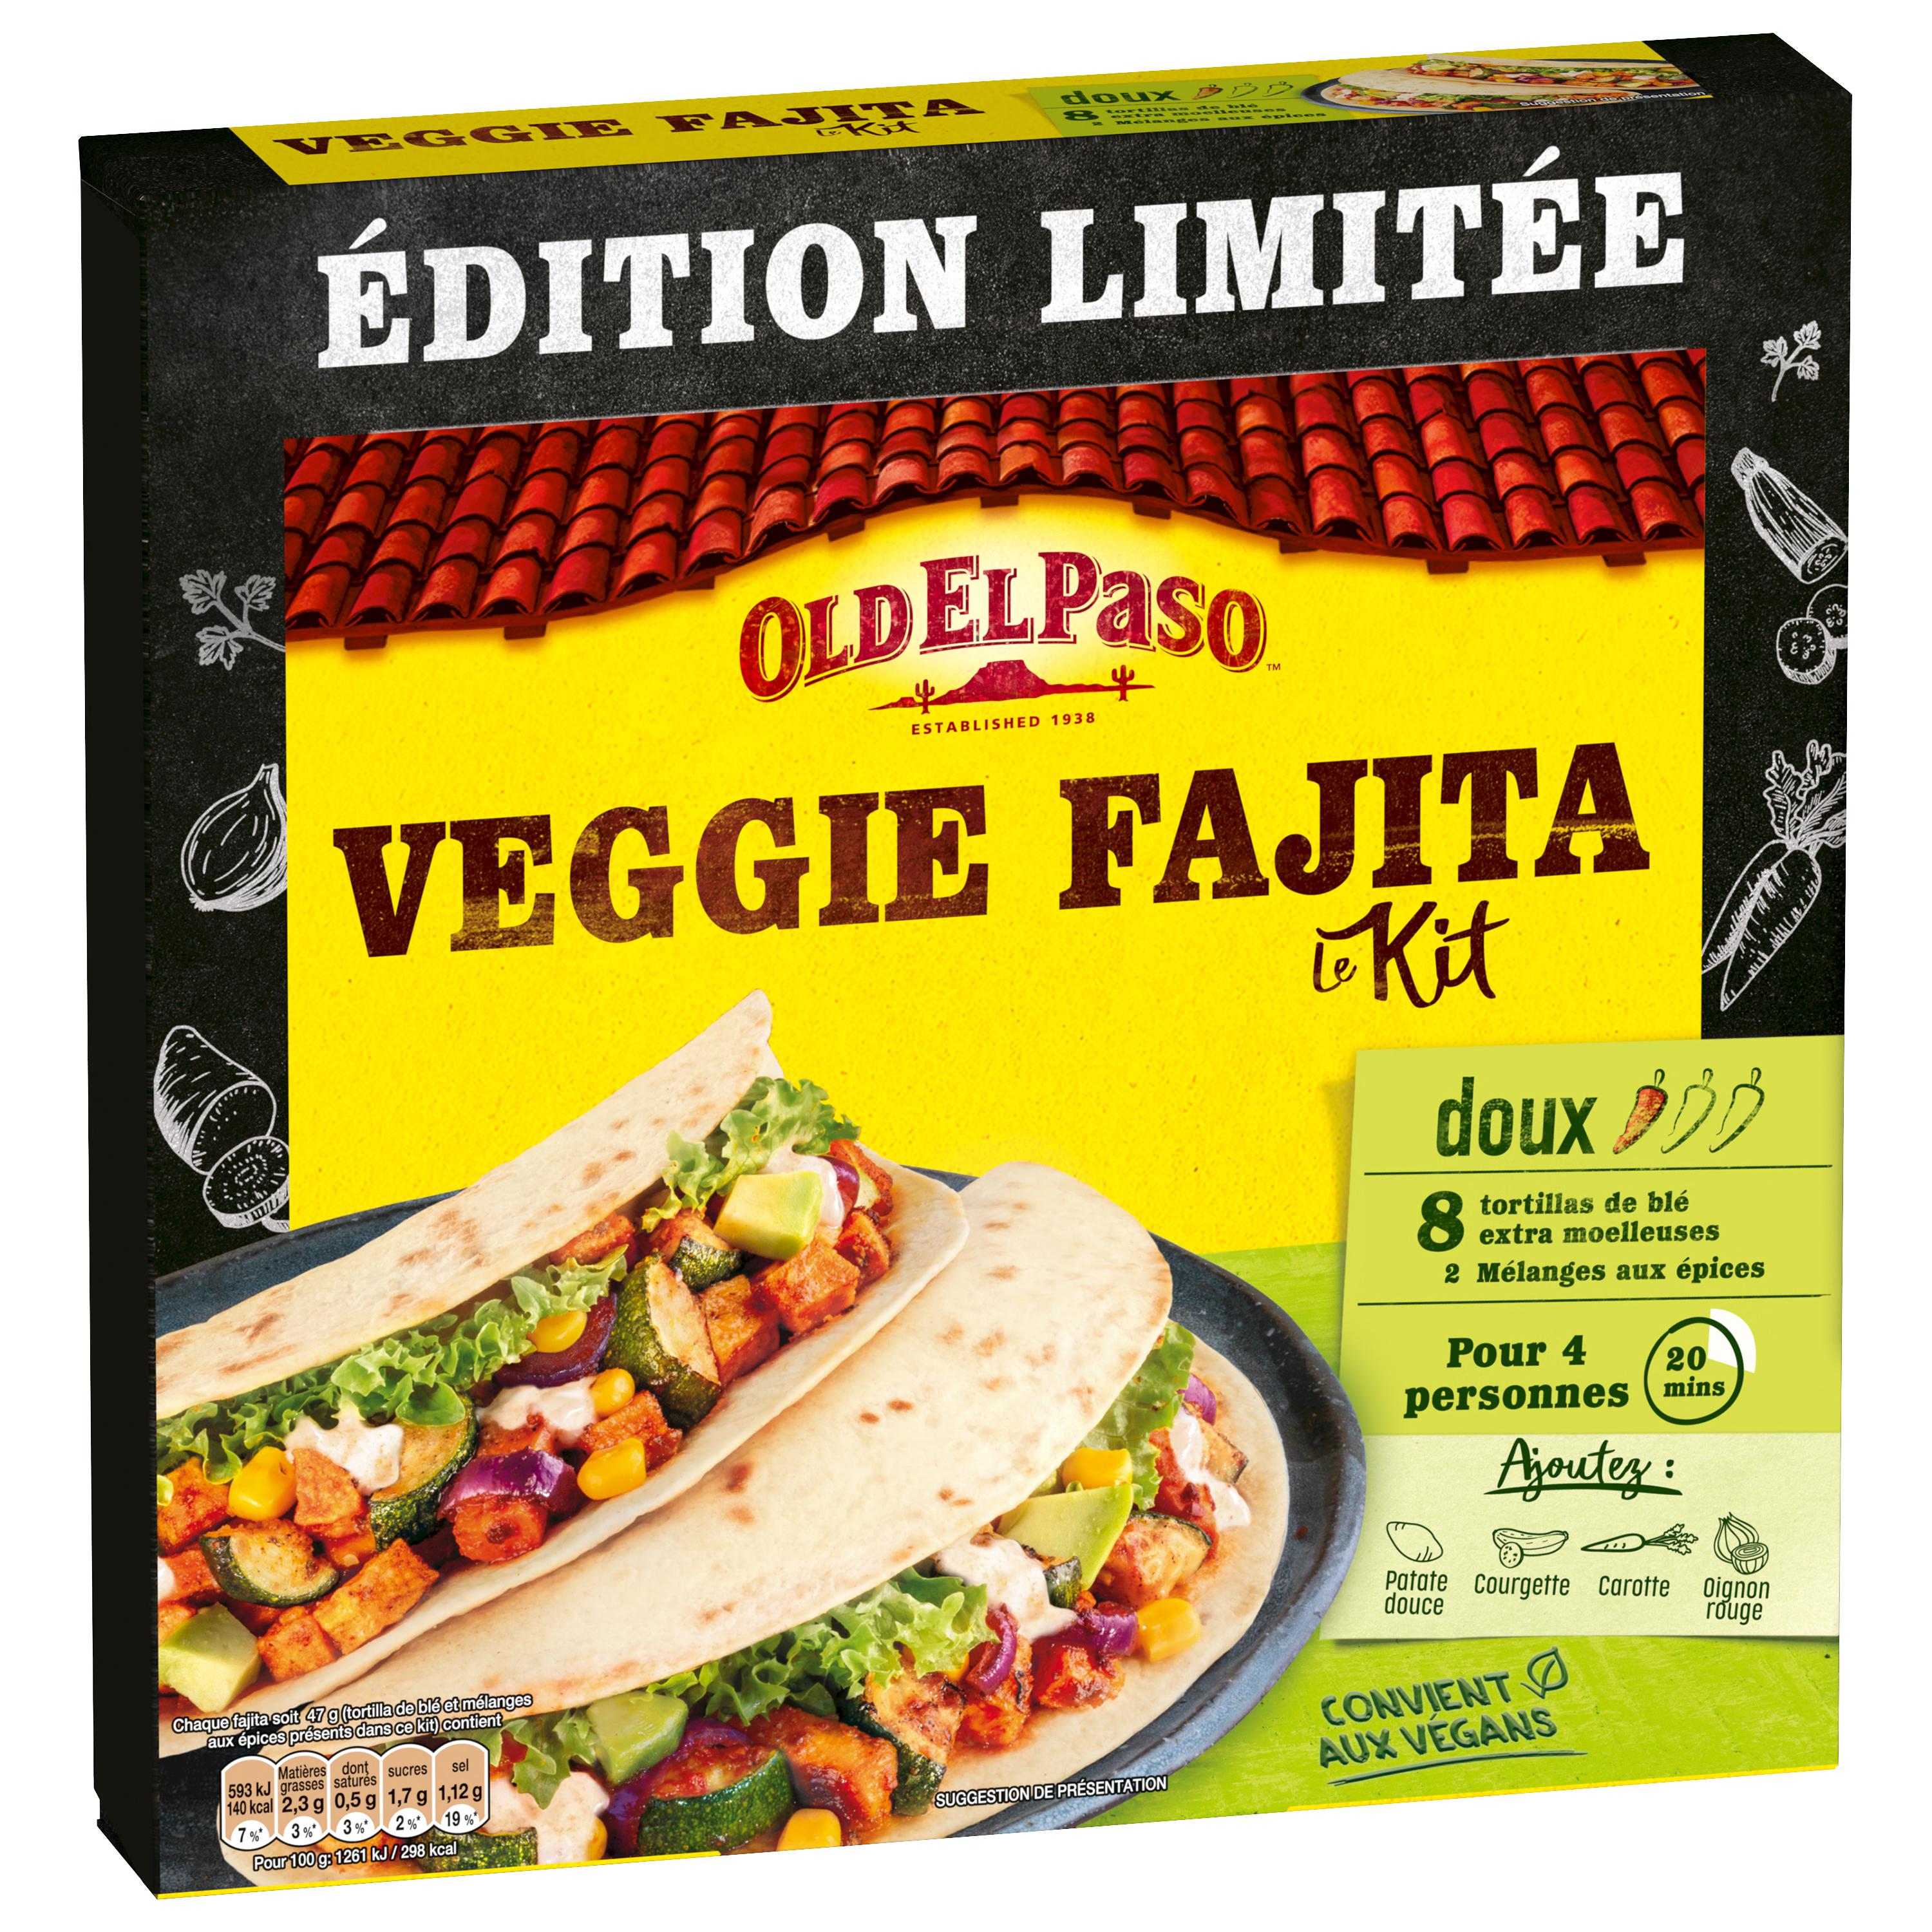 VEGGIE FAJITA
le Kit
doux
8 tortillas de blé
extra moelleuses
2 Mélanges aux épices
Suggestion de présentation
ÉDITION LIMITÉE
OLD EL PASO™
ESTABLISHED 1938
VEGGIE FAJITA
le Kit
doux
8 tortillas de blé
extra moelleuses
2 Mélanges aux épices
Pour 4
personnes
20
mins
Ajoutez :
Patate
douce
Courgette
Carotte
Oignon
rouge
CONVIENT
AUX VÉGANS
Chaque fajita soit 47 g (tortilla de blé et mélanges
aux épices présents dans ce kit) contient
593 kJ
140 kcal
7 %*
Matières
grasses
2,3 g
3 %*
dont
saturés
0,5 g
3 %*
sucres
1,7 g
2 %*
sel
1,12 g
19 %*
Pour 100 g: 1261 kJ / 298 kcal
SUGGESTION DE PRÉSENTATION